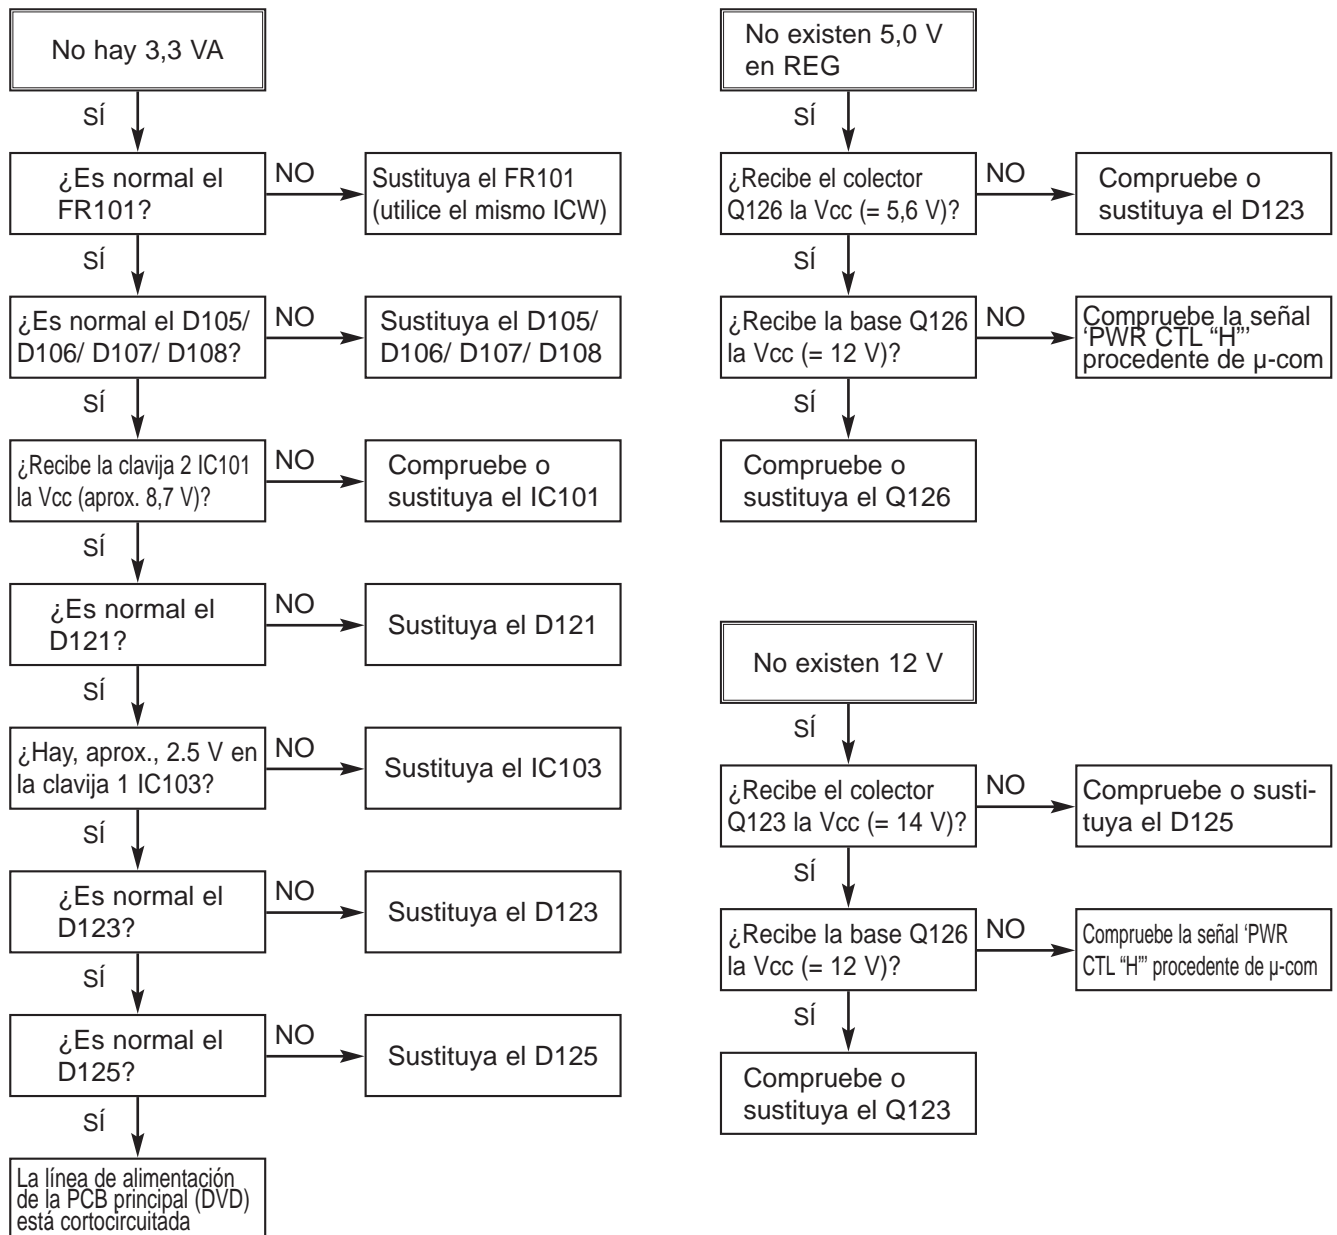 No hay 3,3 VA
SÍ
¿Es normal el
FR101?
NO
Sustituya el FR101
(utilice el mismo ICW)
SÍ
¿Es normal el D105/
D106/ D107/ D108?
NO
Sustituya el D105/
D106/ D107/ D108
SÍ
¿Recibe la clavija 2 IC101
la Vcc (aprox. 8,7 V)?
NO
Compruebe o
sustituya el IC101
SÍ
¿Es normal el
D121?
NO
Sustituya el D121
SÍ
¿Hay, aprox., 2.5 V en
la clavija 1 IC103?
NO
Sustituya el IC103
SÍ
¿Es normal el
D123?
NO
Sustituya el D123
SÍ
¿Es normal el
D125?
NO
Sustituya el D125
SÍ
La línea de alimentación
de la PCB principal (DVD)
está cortocircuitada
No existen 5,0 V
en REG
SÍ
¿Recibe el colector
Q126 la Vcc (= 5,6 V)?
NO
Compruebe o
sustituya el D123
SÍ
¿Recibe la base Q126
la Vcc (= 12 V)?
NO
Compruebe la señal
‘PWR CTL “H”’
procedente de µ-com
SÍ
Compruebe o
sustituya el Q126
No existen 12 V
SÍ
¿Recibe el colector
Q123 la Vcc (= 14 V)?
NO
Compruebe o susti-
tuya el D125
SÍ
¿Recibe la base Q126
la Vcc (= 12 V)?
NO
Compruebe la señal ‘PWR
CTL “H”’ procedente de µ-com
SÍ
Compruebe o
sustituya el Q123